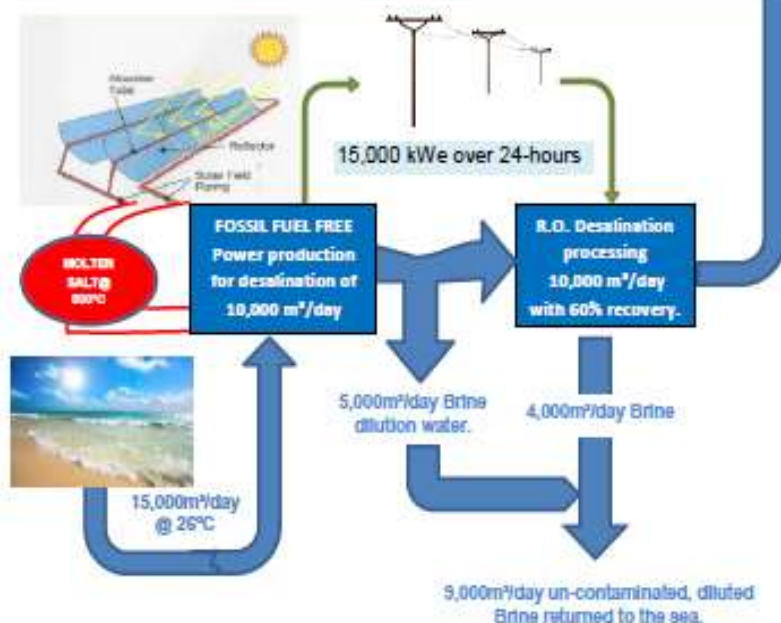 Absorber
Tube
Reflector
Solar Field
Piping
15,000 kWe over 24-hours
MOLTEN
SALT@
FOSSIL FUEL FREE
Power production
for desalination of
10,000 m³/day
R.O. Desalination
processing
10,000 m³/day
with 60% recovery.
5,000m³/day Brine
dilution water.
4,000m³/day Brine
15,000m³/day
@ 26°C
9,000m³/day un-contaminated, diluted
Brine returned to the sea.